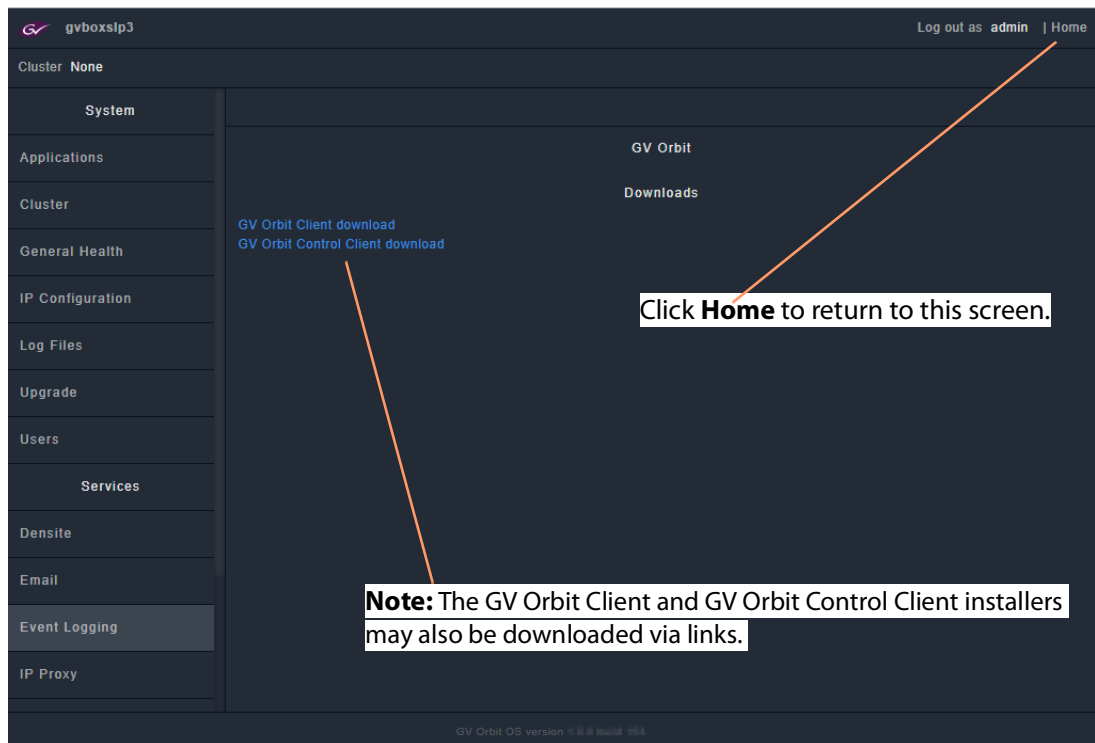 GV gvboxslp3
Log out as admin | Home
Cluster None
System
Applications
Cluster
General Health
IP Configuration
Log Files
Upgrade
Users
Services
Densite
Email
Event Logging
IP Proxy
GV Orbit
Downloads
GV Orbit Client download
GV Orbit Control Client download
Click Home to return to this screen.
Note: The GV Orbit Client and GV Orbit Control Client installers
may also be downloaded via links.
GV Orbit OS version